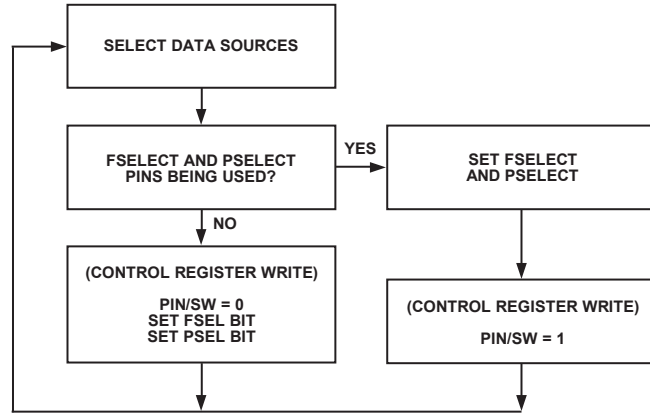 SELECT DATA SOURCES
FSELECT AND PSELECT
PINS BEING USED?
YES
SET FSELECT
AND PSELECT
NO
(CONTROL REGISTER WRITE)
PIN/SW = 0
SET FSEL BIT
SET PSEL BIT
(CONTROL REGISTER WRITE)
PIN/SW = 1